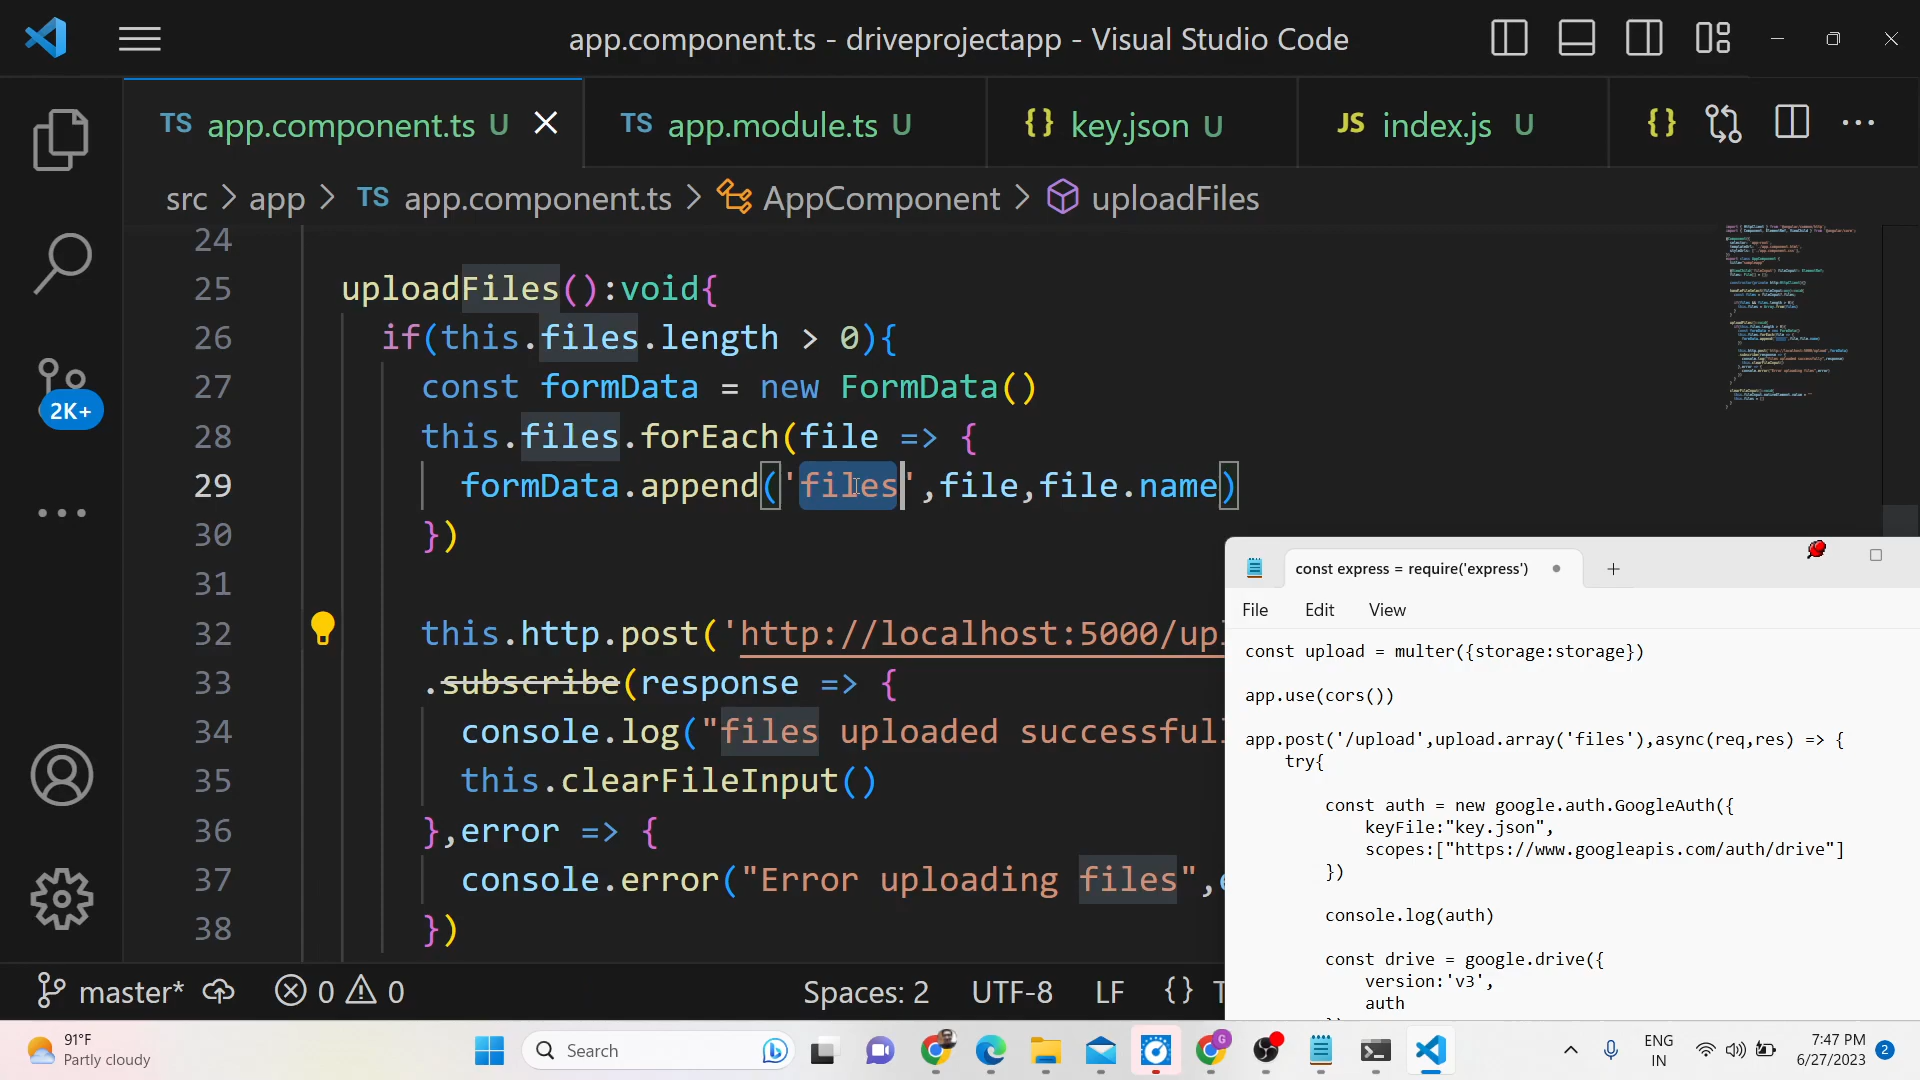 app.component.ts - driveprojectapp - Visual Studio Code
TS app.component.ts U
TS app.module.ts U
{} key.json U
JS index.js U
{}
src > app > TS app.component.ts > AppComponent > uploadFiles
24
25 uploadFiles():void{
26 if(this.files.length > 0){
27 const formData = new FormData()
28 this.files.forEach(file => {
29 formData.append('files',file,file.name)
30 })
31
32 this.http.post('http://localhost:5000/upl
33 .subscribe(response => {
34 console.log("files uploaded successful
35 this.clearFileInput()
36 },error => {
37 console.error("Error uploading files",
38 })
2K+
const express = require('express')
File Edit View
const upload = multer({storage:storage})
app.use(cors())
app.post('/upload',upload.array('files'),async(req,res) => {
try{
const auth = new google.auth.GoogleAuth({
keyFile:"key.json",
scopes:["https://www.googleapis.com/auth/drive"]
})
console.log(auth)
const drive = google.drive({
version:'v3',
auth
master* 0 0 Spaces: 2 UTF-8 LF {} T
91°F
Partly cloudy
Search
G
ENG
IN
7:47 PM
6/27/2023
2